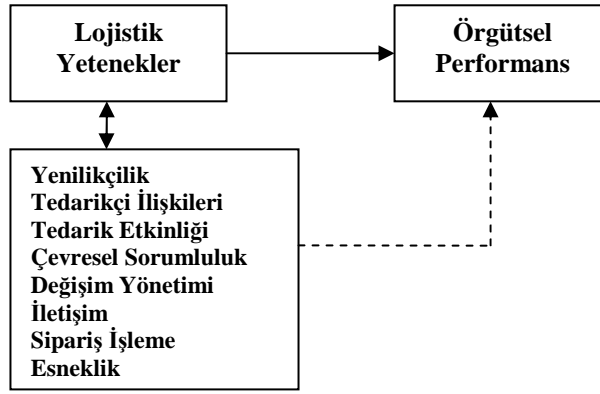 Lojistik
Yetenekler
Örgütsel
Performans
Yenilikçilik
Tedarikçi İlişkileri
Tedarik Etkinliği
Çevresel Sorumluluk
Değişim Yönetimi
İletişim
Sipariş İşleme
Esneklik